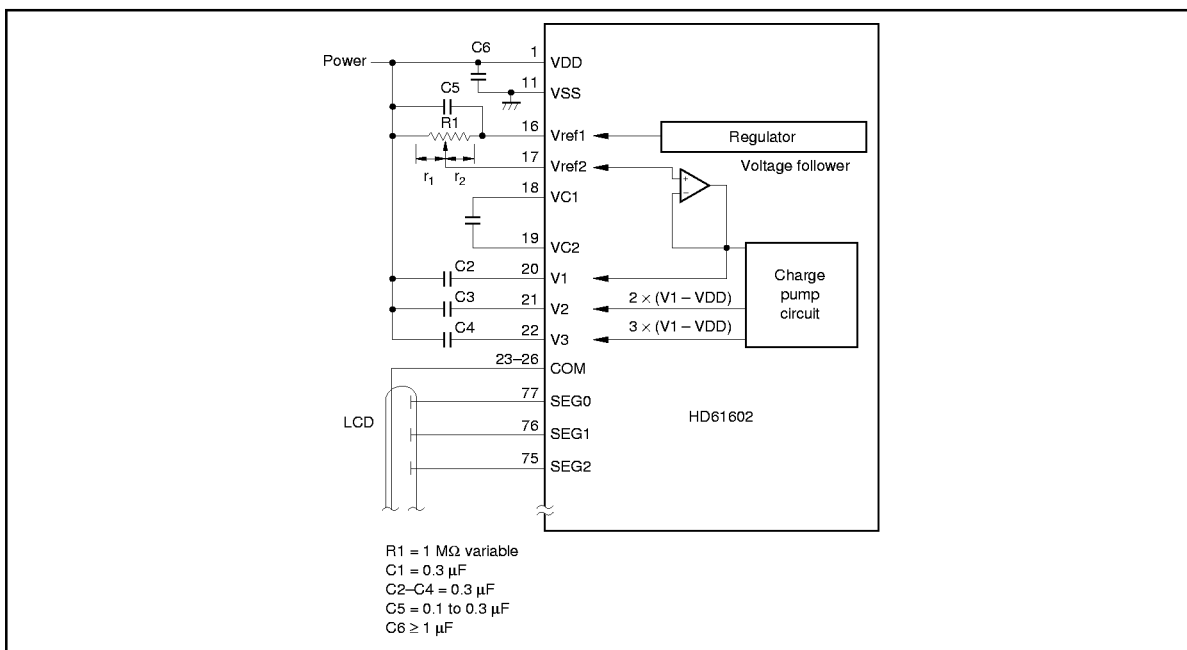 C6
1
Power
VDD
11
VSS
C5
R1
16
Vref1
Regulator
17
Vref2
Voltage follower
r1
r2
+
−
18
VC1
19
VC2
C2
20
V1
Charge
pump
circuit
C3
21
V2
2 × (V1 – VDD)
C4
22
V3
3 × (V1 – VDD)
23–26
COM
77
SEG0
LCD
HD61602
76
SEG1
75
SEG2
R1 = 1 MΩ variable
C1 = 0.3 µF
C2–C4 = 0.3 µF
C5 = 0.1 to 0.3 µF
C6 ≥ 1 µF